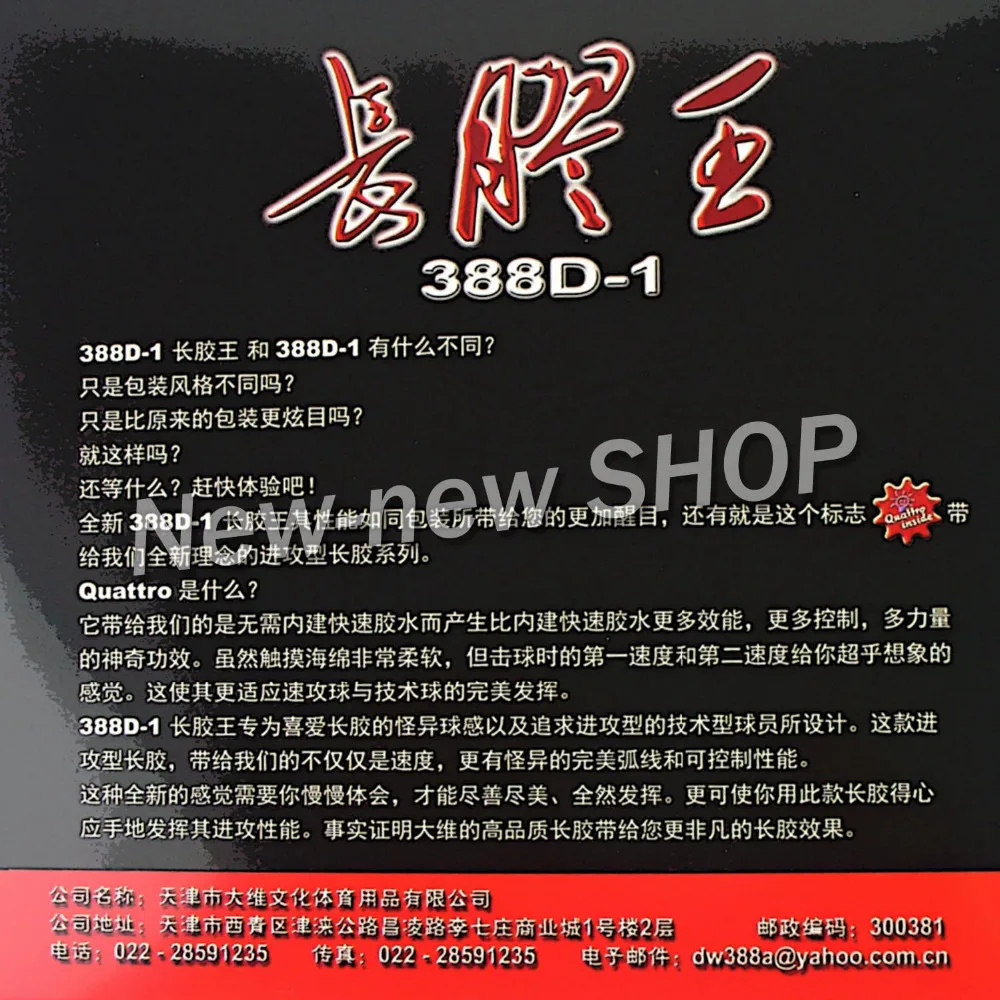 長膠王
388D-1
388D-1 长胶王 和 388D-1 有什么不同?
只是包装风格不同吗?
只是比原来的包装更炫目吗?
就这样吗?
还等什么? 赶快体验吧!
全新 388D-1 长胶王其性能如同包装所带给您的更加醒目，还有就是这个标志 Quattro inside 带
给我们全新理念的进攻型长胶系列。
Quattro 是什么?
它带给我们的是无需内建快速胶水而产生比内建快速胶水更多效能，更多控制，多力量
的神奇功效。虽然触摸海绵非常柔软，但击球时的第一速度和第二速度给你超乎想象的
感觉。这使其更适应速攻球与技术球的完美发挥。
388D-1 长胶王专为喜爱长胶的怪异球感以及追求进攻型的技术型球员所设计。这款进
攻型长胶，带给我们的不仅仅是速度，更有怪异的完美弧线和可控制性能。
这种全新的感觉需要你慢慢体会，才能尽善尽美、全然发挥。更可使你用此款长胶得心
应手地发挥其进攻性能。事实证明大维的高品质长胶带给您更非凡的长胶效果。
New new SHOP
公司名称: 天津市大维文化体育用品有限公司
公司地址: 天津市西青区津涞公路昌凌路李七庄商业城1号楼2层 邮政编码: 300381
电话: 022 - 28591235 传真: 022 - 28591235 电子邮件: dw388a@yahoo.com.cn